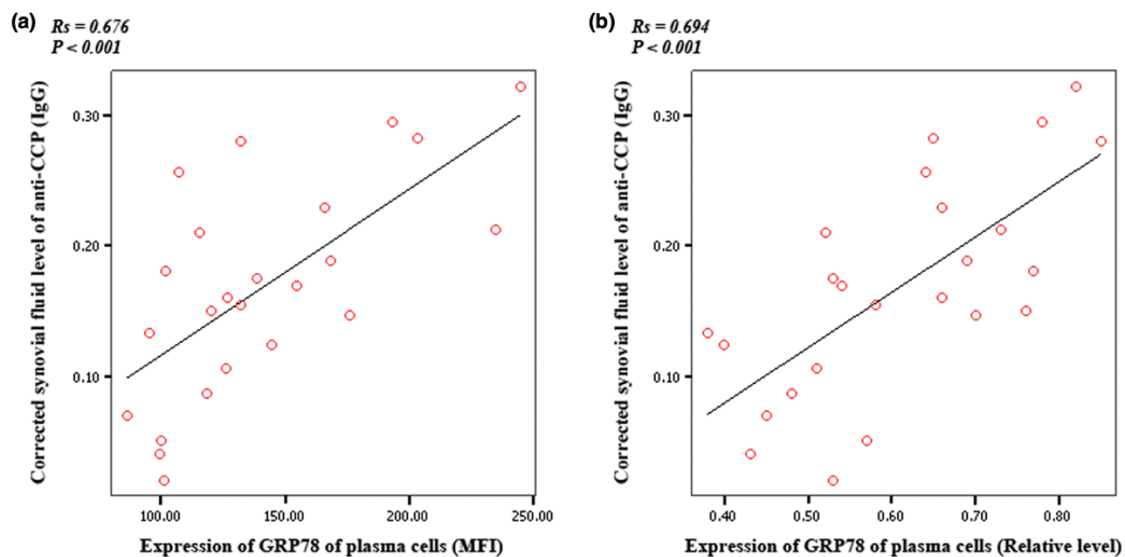 (a) Rs = 0.676
P < 0.001
Corrected synovial fluid level of anti-CCP (IgG)
0.30
0.20
0.10
100.00 150.00 200.00 250.00
Expression of GRP78 of plasma cells (MFI)
(b) Rs = 0.694
P < 0.001
Corrected synovial fluid level of anti-CCP (IgG)
0.30
0.20
0.10
0.40 0.50 0.60 0.70 0.80
Expression of GRP78 of plasma cells (Relative level)